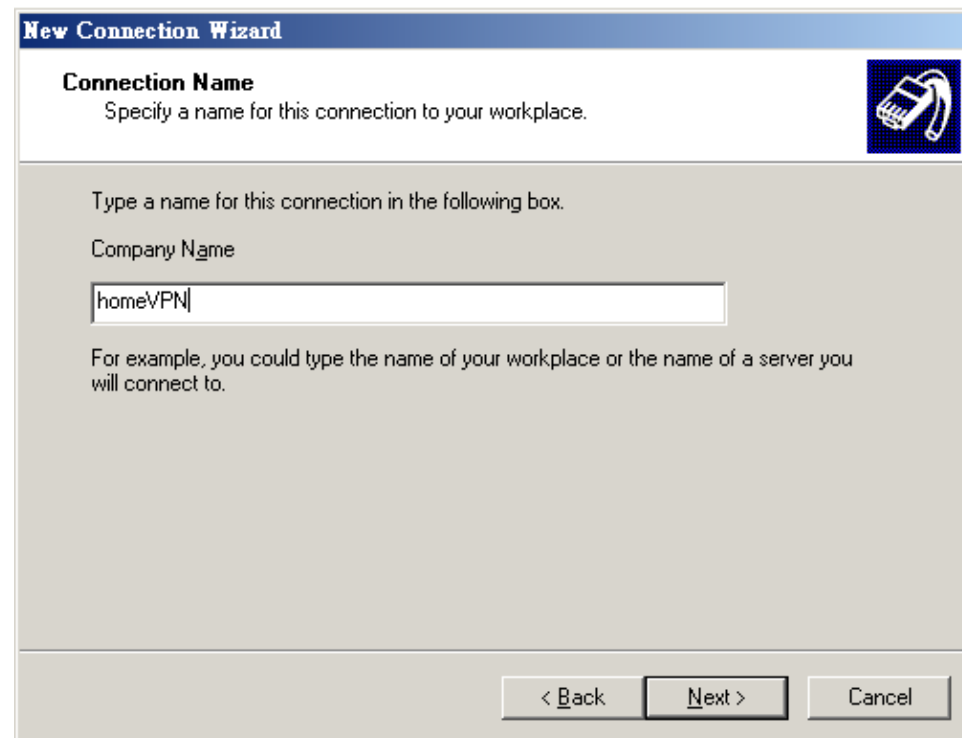 New Connection Wizard
Connection Name
Specify a name for this connection to your workplace.
Type a name for this connection in the following box.
Company Name
homeVPN
For example, you could type the name of your workplace or the name of a server you
will connect to.
< Back Next > Cancel